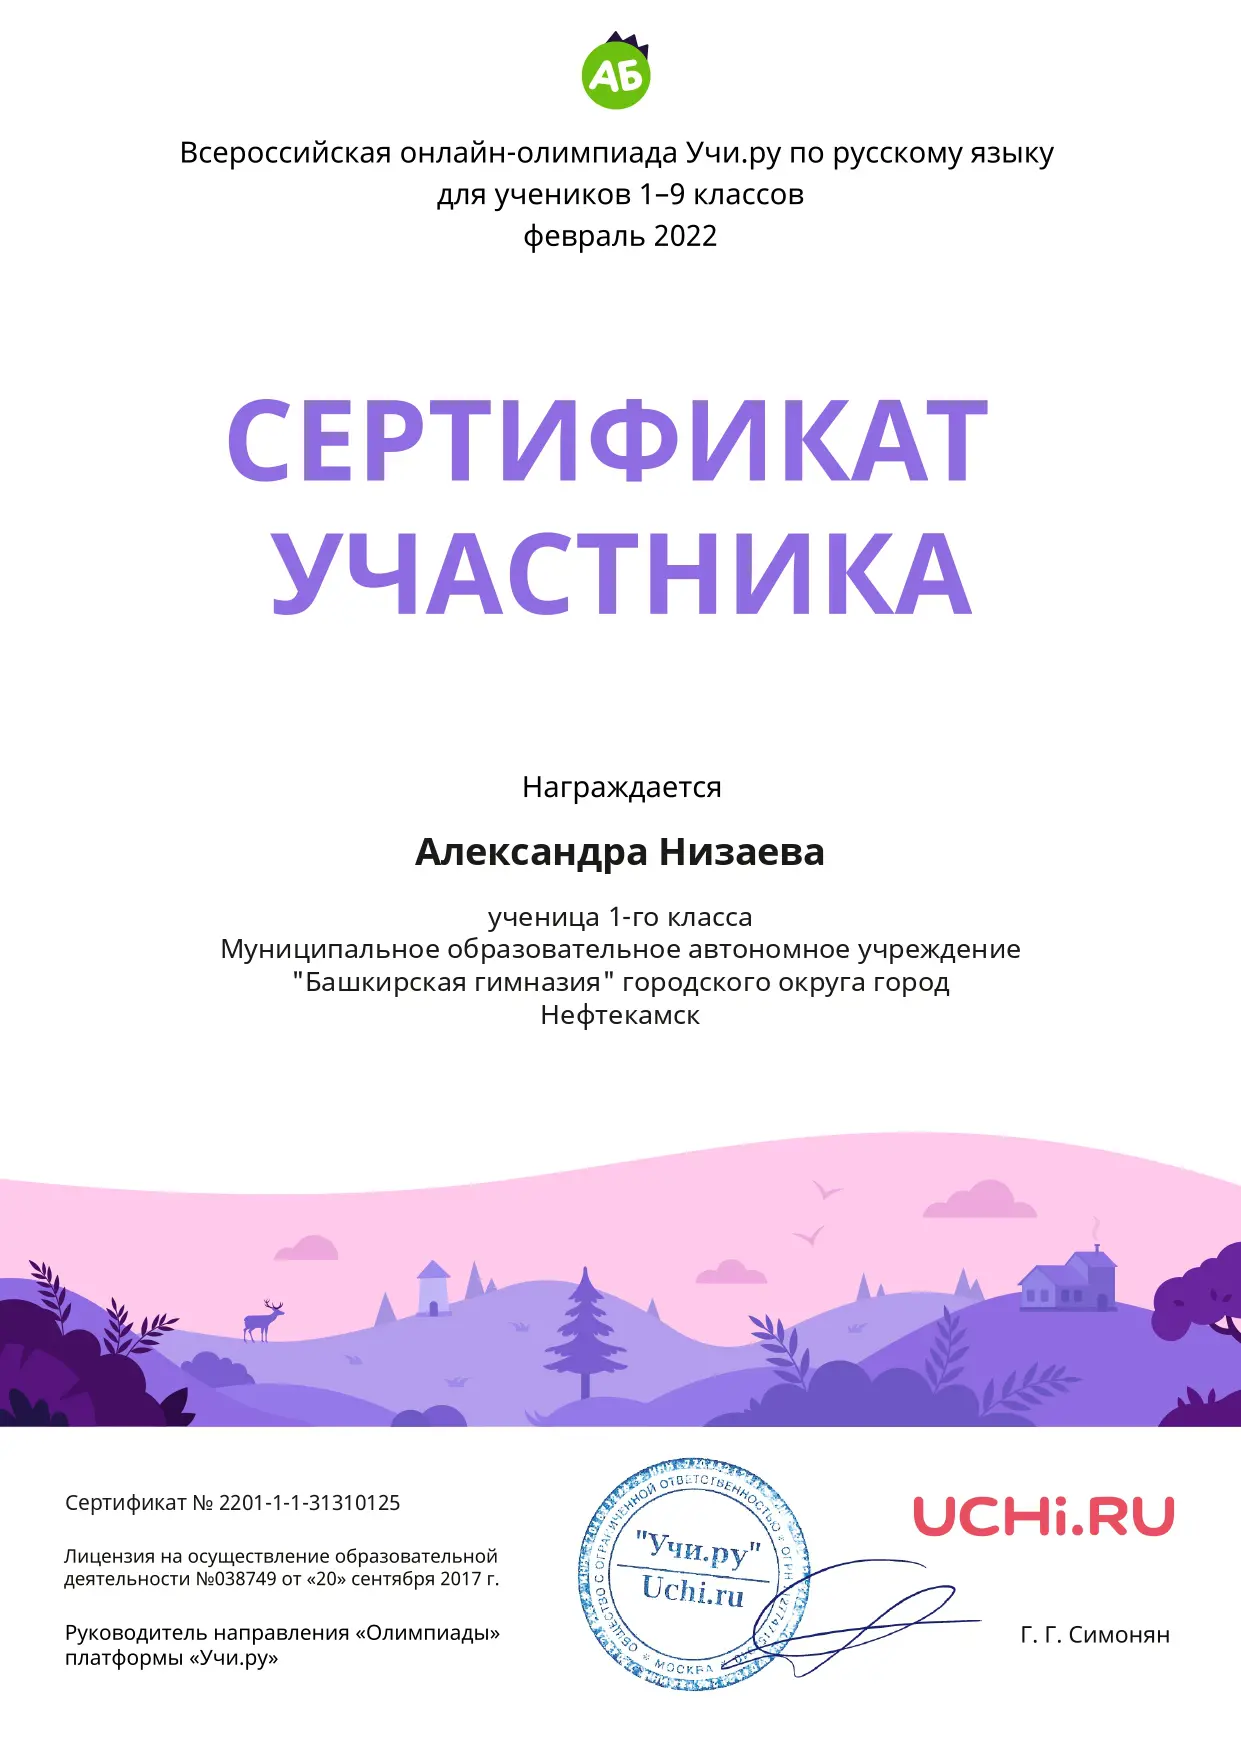 АБ
Всероссийская онлайн-олимпиада Учи.ру по русскому языку
для учеников 1–9 классов
февраль 2022
СЕРТИФИКАТ
УЧАСТНИКА
Награждается
Александра Низаева
ученица 1-го класса
Муниципальное образовательное автономное учреждение
"Башкирская гимназия" городского округа город
Нефтекамск
Сертификат № 2201-1-1-31310125
Лицензия на осуществление образовательной
деятельности №038749 от «20» сентября 2017 г.
Руководитель направления «Олимпиады»
платформы «Учи.ру»
ОБЩЕСТВО С ОГРАНИЧЕННОЙ ОТВЕТСТВЕННОСТЬЮ * ОГРН
* МОСКВА *
"Учи.ру"
Uchi.ru
UCHi.RU
Г. Г. Симонян